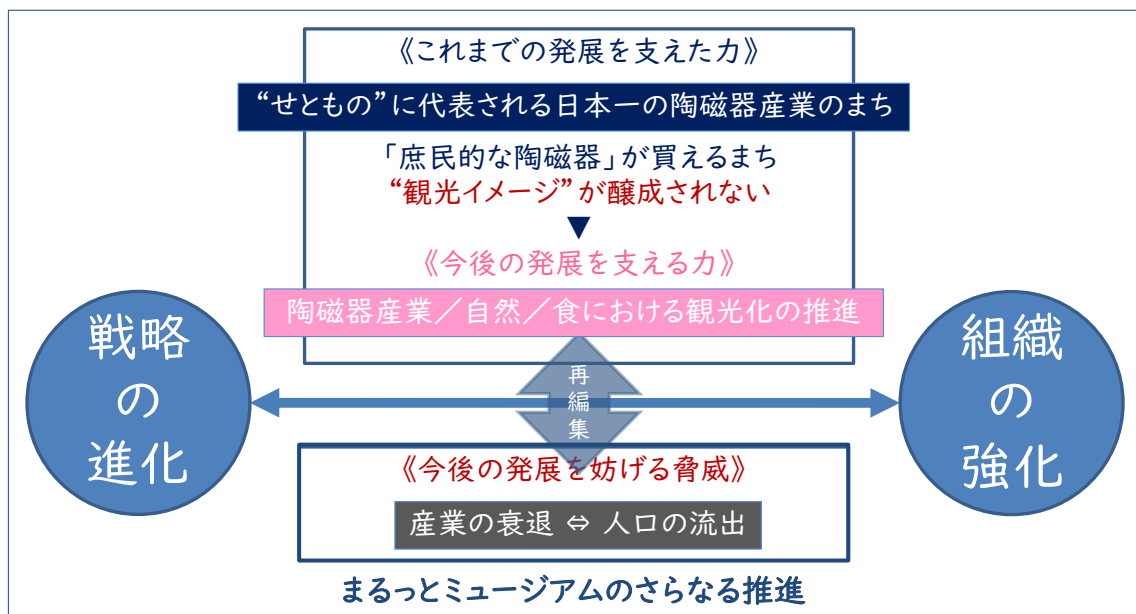 《これまでの発展を支えた力》
“せともの”に代表される日本一の陶磁器産業のまち
「庶民的な陶磁器」が買えるまち
“観光イメージ”が醸成されない
▼
《今後の発展を支える力》
陶磁器産業／自然／食における観光化の推進
戦略
の
進化
再
編
集
組織
の
強化
《今後の発展を妨げる脅威》
産業の衰退 ⇔ 人口の流出
まるっとミュージアムのさらなる推進